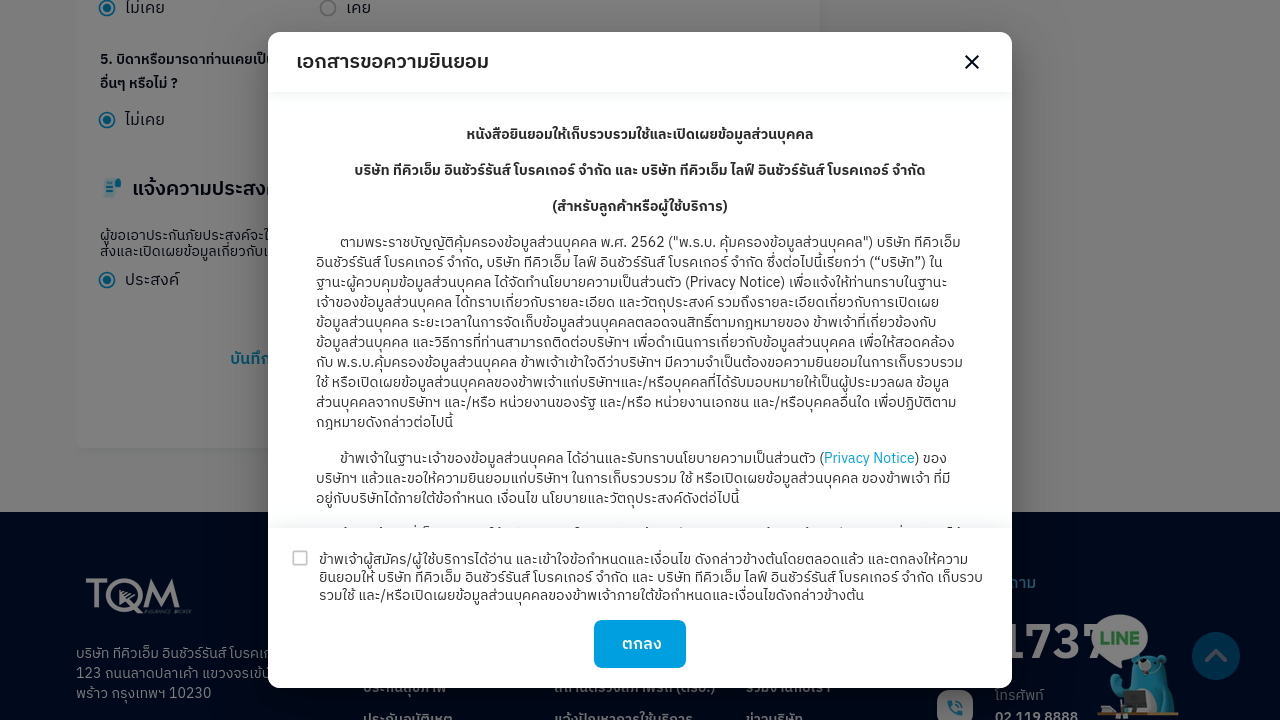 ไม่เคย
เคย
5. บิดาหรือมารดาท่านเคยเป็
อื่นๆ หรือไม่ ?
ไม่เคย
แจ้งความประสงค
ผู้ขอเอาประกันภัยประสงค์จะใ
ส่งและเปิดเผยข้อมูลเกี่ยวกับเ
ประสงค์
บันทึก
เอกสารขอความยินยอม
หนังสือยินยอมให้เก็บรวบรวมใช้และเปิดเผยข้อมูลส่วนบุคคล
บริษัท ทีคิวเอ็ม อินชัวร์รันส์ โบรคเกอร์ จำกัด และ บริษัท ทีคิวเอ็ม ไลฟ์ อินชัวร์รันส์ โบรคเกอร์ จำกัด
(สำหรับลูกค้าหรือผู้ใช้บริการ)
ตามพระราชบัญญัติคุ้มครองข้อมูลส่วนบุคคล พ.ศ. 2562 ("พ.ร.บ. คุ้มครองข้อมูลส่วนบุคคล") บริษัท ทีคิวเอ็ม
อินชัวร์รันส์ โบรคเกอร์ จำกัด, บริษัท ทีคิวเอ็ม ไลฟ์ อินชัวร์รันส์ โบรคเกอร์ จำกัด ซึ่งต่อไปนี้เรียกว่า (“บริษัท”) ใน
ฐานะผู้ควบคุมข้อมูลส่วนบุคคล ได้จัดทำนโยบายความเป็นส่วนตัว (Privacy Notice) เพื่อแจ้งให้ท่านทราบในฐานะ
เจ้าของข้อมูลส่วนบุคคล ได้ทราบเกี่ยวกับรายละเอียด และวัตถุประสงค์ รวมถึงรายละเอียดเกี่ยวกับการเปิดเผย
ข้อมูลส่วนบุคคล ระยะเวลาในการจัดเก็บข้อมูลส่วนบุคคลตลอดจนสิทธิ์ตามกฎหมายของ ข้าพเจ้าที่เกี่ยวข้องกับ
ข้อมูลส่วนบุคคล และวิธีการที่ท่านสามารถติดต่อบริษัทฯ เพื่อดำเนินการเกี่ยวกับข้อมูลส่วนบุคคล เพื่อให้สอดคล้อง
กับ พ.ร.บ.คุ้มครองข้อมูลส่วนบุคคล ข้าพเจ้าเข้าใจดีว่าบริษัทฯ มีความจำเป็นต้องขอความยินยอมในการเก็บรวบรวม
ใช้ หรือเปิดเผยข้อมูลส่วนบุคคลของข้าพเจ้าแก่บริษัทฯและ/หรือบุคคลที่ได้รับมอบหมายให้เป็นผู้ประมวลผล ข้อมูล
ส่วนบุคคลจากบริษัทฯ และ/หรือ หน่วยงานของรัฐ และ/หรือ หน่วยงานเอกชน และ/หรือบุคคลอื่นใด เพื่อปฏิบัติตาม
กฎหมายดังกล่าวต่อไปนี้
ข้าพเจ้าในฐานะเจ้าของข้อมูลส่วนบุคคล ได้อ่านและรับทราบนโยบายความเป็นส่วนตัว (Privacy Notice) ของ
บริษัทฯ แล้วและขอให้ความยินยอมแก่บริษัทฯ ในการเก็บรวบรวม ใช้ หรือเปิดเผยข้อมูลส่วนบุคคล ของข้าพเจ้า ที่มี
อยู่กับบริษัทได้ภายใต้ข้อกำหนด เงื่อนไข นโยบายและวัตถุประสงค์ดังต่อไปนี้
ข้าพเจ้าผู้สมัคร/ผู้ใช้บริการได้อ่าน และเข้าใจข้อกำหนดและเงื่อนไข ดังกล่าวข้างต้นโดยตลอดแล้ว และตกลงให้ความ
ยินยอมให้ บริษัท ทีคิวเอ็ม อินชัวร์รันส์ โบรคเกอร์ จำกัด และ บริษัท ทีคิวเอ็ม ไลฟ์ อินชัวร์รันส์ โบรคเกอร์ จำกัด เก็บรวบ
รวมใช้ และ/หรือเปิดเผยข้อมูลส่วนบุคคลของข้าพเจ้าภายใต้ข้อกำหนดและเงื่อนไขดังกล่าวข้างต้น
ตกลง
TQM
INSURANCE BROKER
บริษัท ทีคิวเอ็ม อินชัวร์รันส์ โบรคเก
123 ถนนลาดปลาเค้า แขวงจรเข้บั
พร้าว กรุงเทพฯ 10230
ประกันสุขภาพ
ประกันอุบัติเหตุ
แจ้งปัญหาการใช้บริการ
ร่วมงานกับเรา
ข่าวบริษัท
ถาม
1737
LINE
โทรศัพท์
02 119 8888